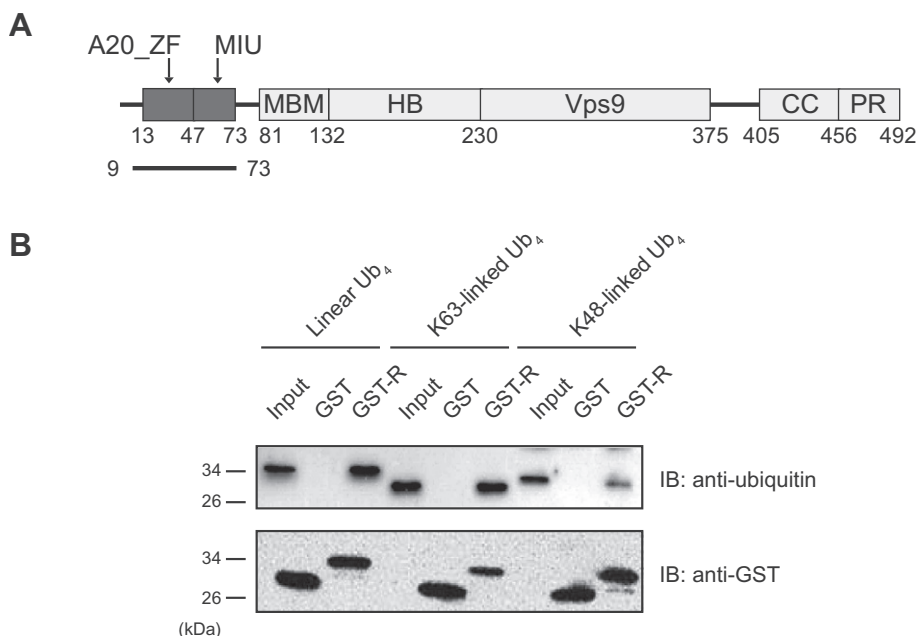 A
A20_ZF MIU
MBM HB Vps9 CC PR
13 47 73 81 132 230 375 405 456 492
9 73
B
Linear Ub4 K63-linked Ub4 K48-linked Ub4
Input GST GST-R Input GST GST-R Input GST GST-R
34
26
IB: anti-ubiquitin
34
26
IB: anti-GST
(kDa)